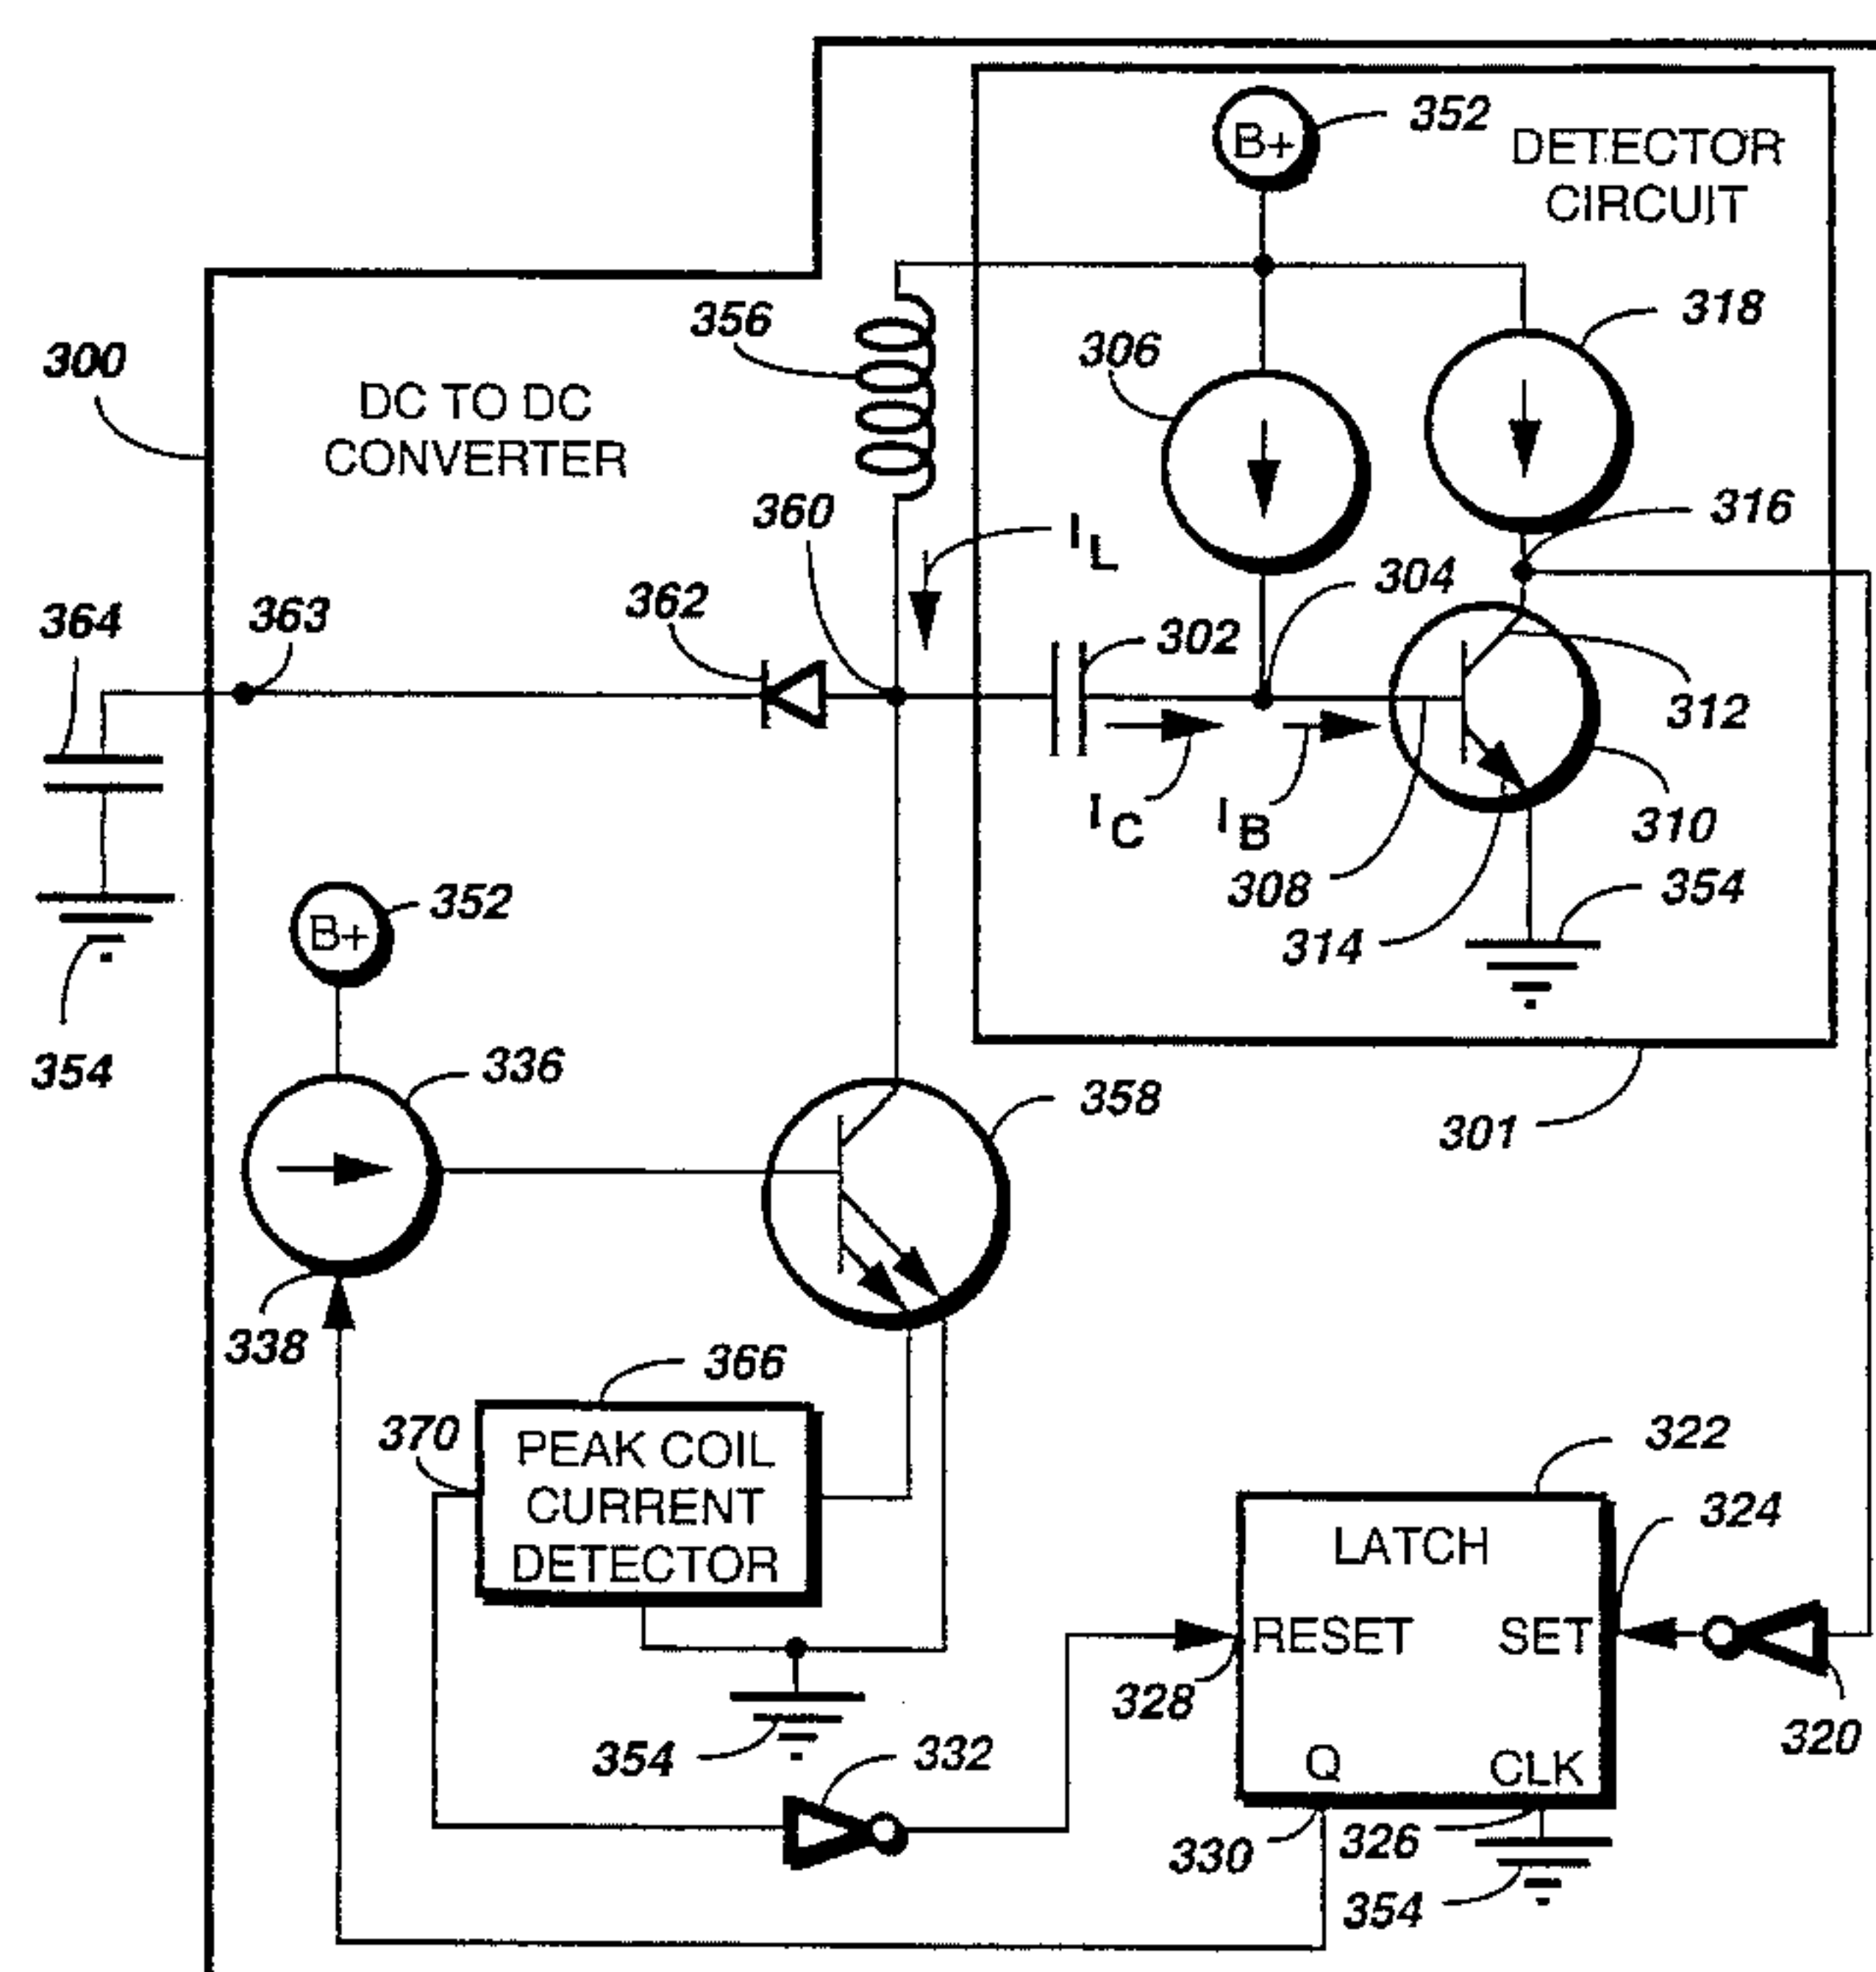 B+
352
DETECTOR
CIRCUIT
300
DC TO DC
CONVERTER
356
306
318
360
I L
316
364
363
362
302
304
312
I C
I B
310
308
354
314
352
B+
354
336
358
301
338
366
370
PEAK COIL
CURRENT
DETECTOR
322
324
LATCH
RESET
SET
328
320
354
332
Q
CLK
330
326
354